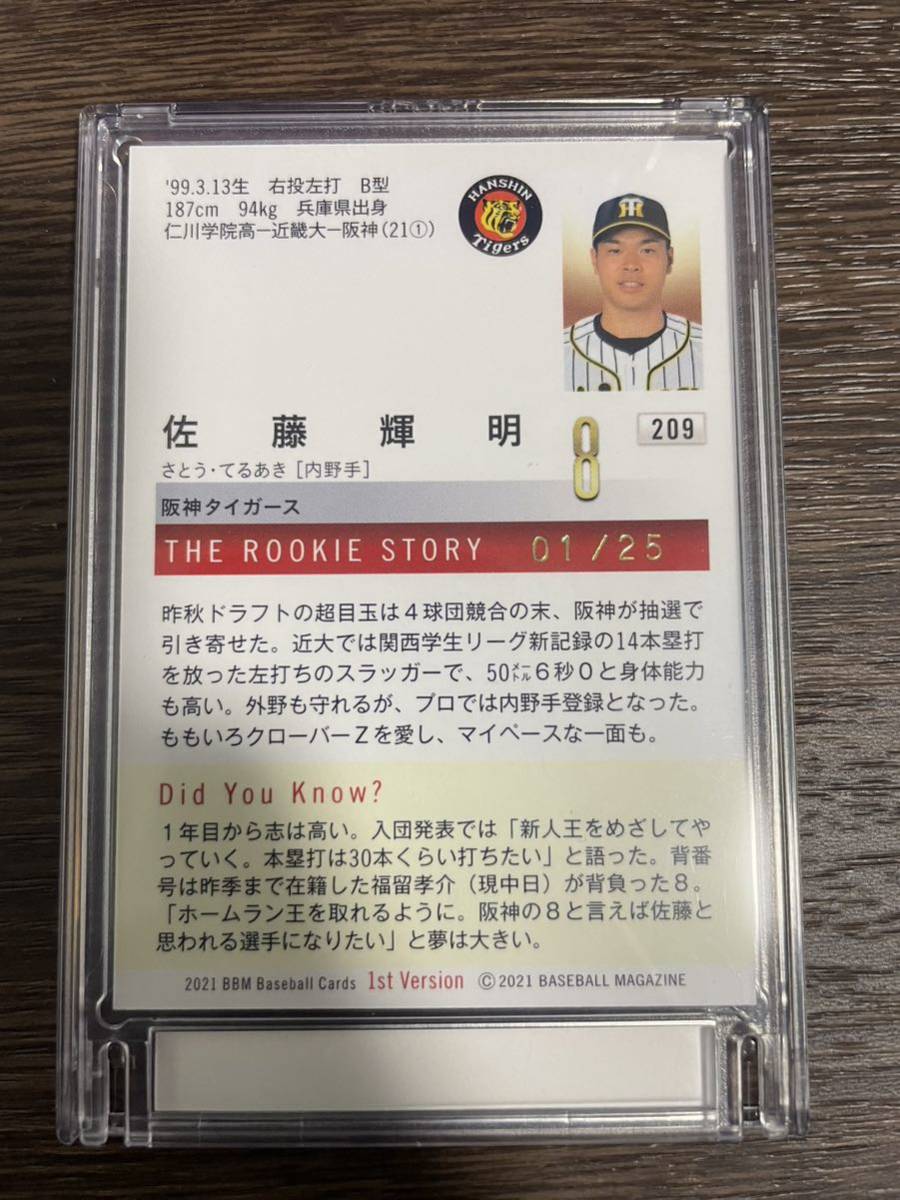 '99.3.13生 右投左打 B型
187cm 94kg 兵庫県出身
仁川学院高ー近畿大ー阪神(21①)
HANSHIN
Tigers
佐藤輝明
8
209
さとう・てるあき [内野手]
阪神タイガース
THE ROOKIE STORY 01/25
昨秋ドラフトの超目玉は４球団競合の末、阪神が抽選で
引き寄せた。近大では関西学生リーグ新記録の14本塁打
を放った左打ちのスラッガーで、50㍍６秒０と身体能力
も高い。外野も守れるが、プロでは内野手登録となった。
ももいろクローバーＺを愛し、マイペースな一面も。
Did You Know?
１年目から志は高い。入団発表では「新人王をめざしてや
っていく。本塁打は30本くらい打ちたい」と語った。背番
号は昨季まで在籍した福留孝介（現中日）が背負った８。
「ホームラン王を取れるように。阪神の８と言えば佐藤と
思われる選手になりたい」と夢は大きい。
2021 BBM Baseball Cards 1st Version ©2021 BASEBALL MAGAZINE